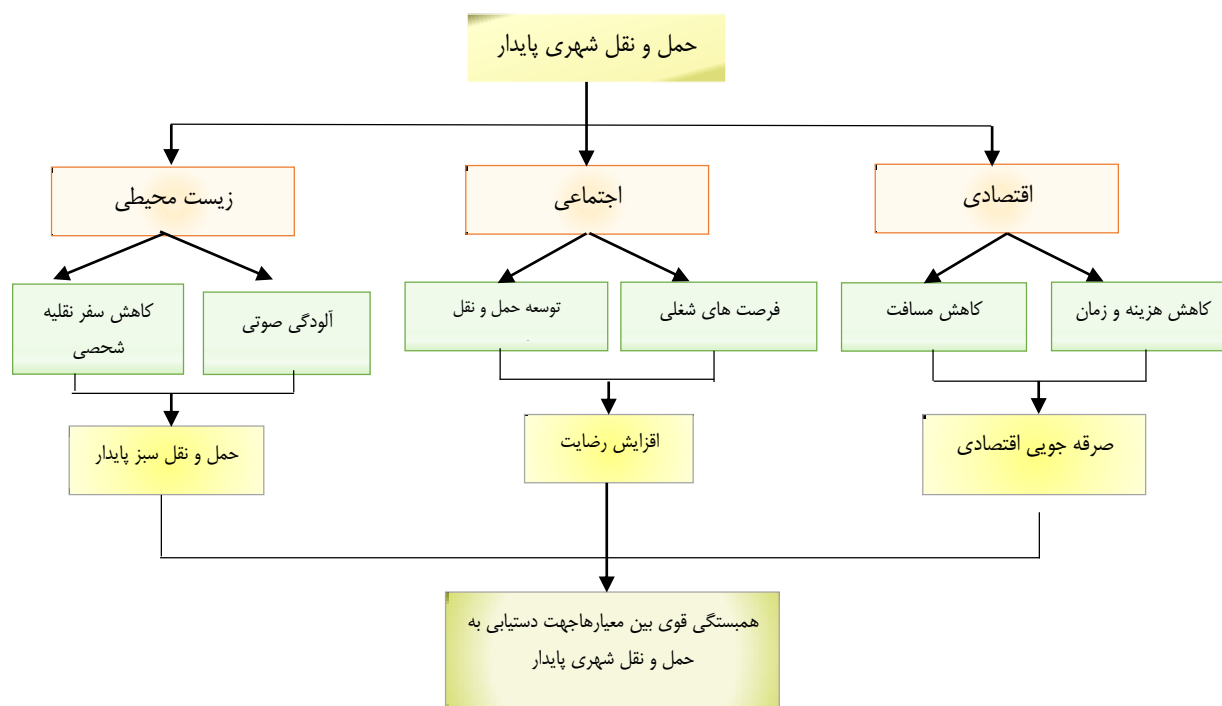 حمل و نقل شهری پایدار
اقتصادی
اجتماعی
زیست محیطی
کاهش هزینه و زمان
کاهش مسافت
فرصت های شغلی
توسعه حمل و نقل
آلودگی صوتی
کاهش سفر نقلیه
شحصی
صرقه جویی اقتصادی
اقزایش رضایت
حمل و نقل سبز پایدار
همبستگی قوی بین معیارهاجهت دستیابی به
حمل و نقل شهری پایدار